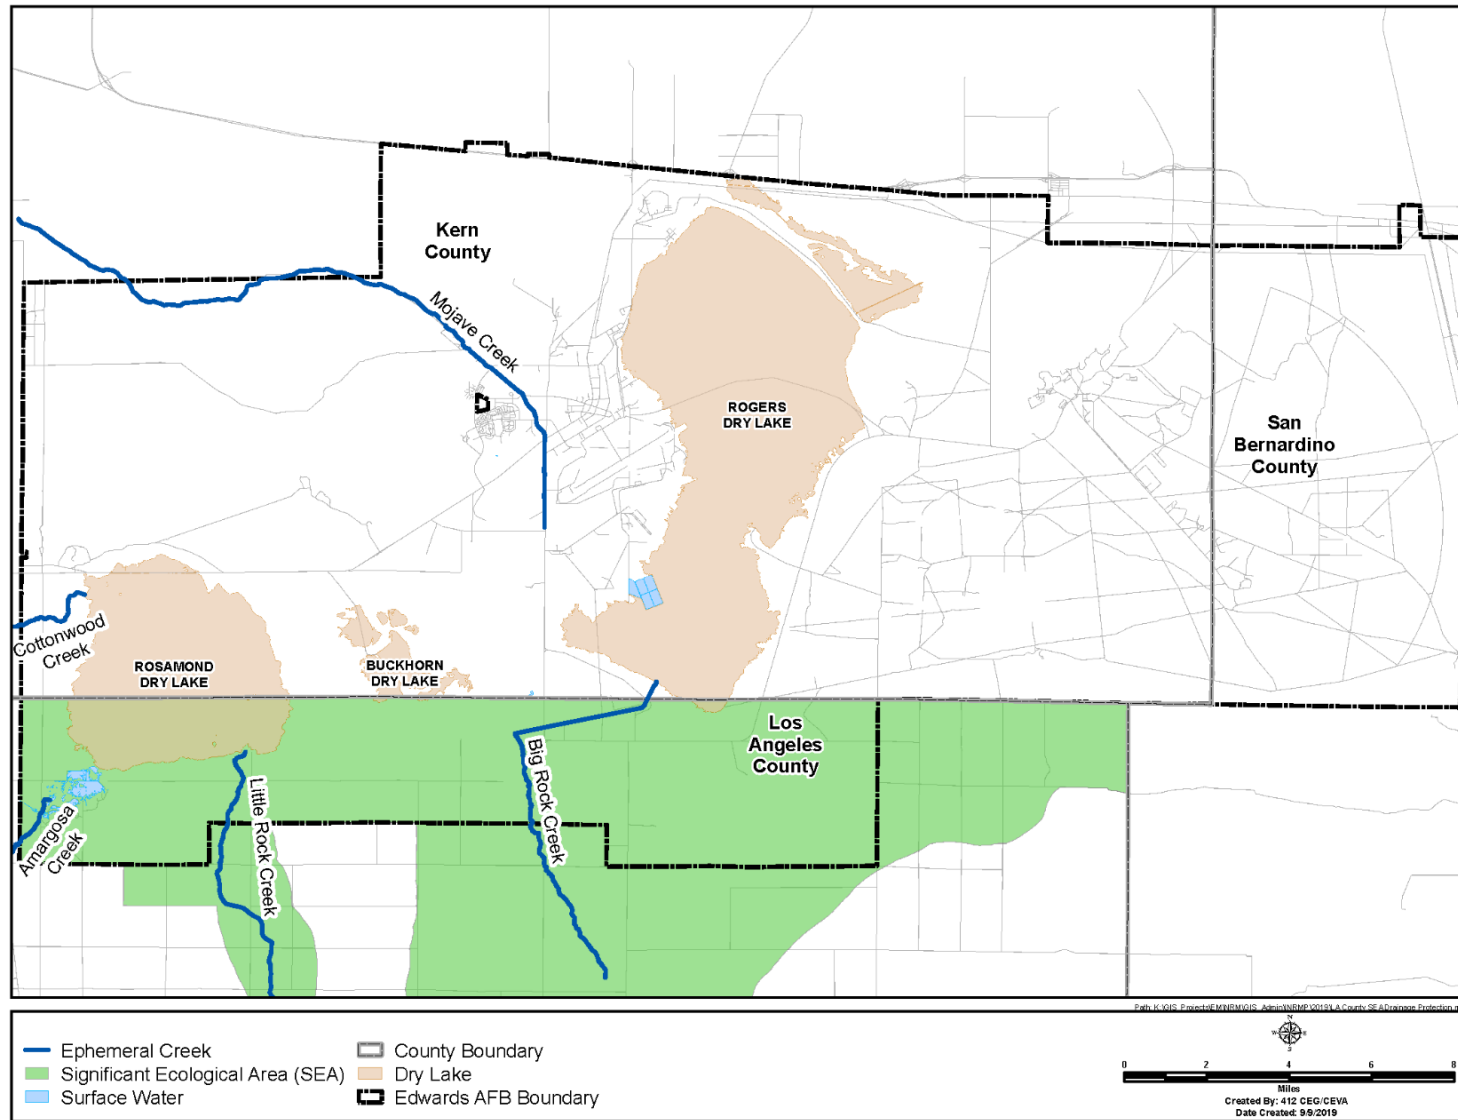 Kern
County
Mojave Creek
ROGERS
DRY LAKE
San
Bernardino
County
Cottonwood
Creek
ROSAMOND
DRY LAKE
BUCKHORN
DRY LAKE
Los
Angeles
County
Big Rock Creek
Little Rock Creek
Amargosa
Creek
Ephemeral Creek
Significant Ecological Area (SEA)
Surface Water
County Boundary
Dry Lake
Edwards AFB Boundary
N
W E
S
0 2 4 6 8
Miles
Created By: 412 CEG/CEVA
Date Created: 9/9/2019